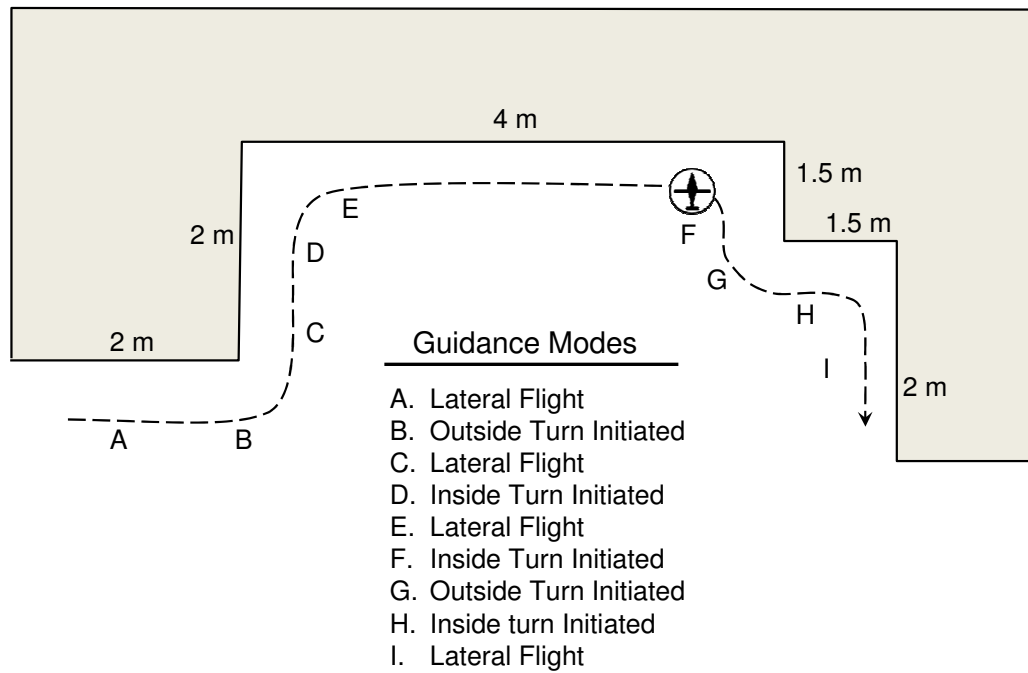 4 m
1.5 m
1.5 m
2 m
2 m
2 m
E
F
D
G
H
C
I
A
B
Guidance Modes
A. Lateral Flight
B. Outside Turn Initiated
C. Lateral Flight
D. Inside Turn Initiated
E. Lateral Flight
F. Inside Turn Initiated
G. Outside Turn Initiated
H. Inside turn Initiated
I. Lateral Flight